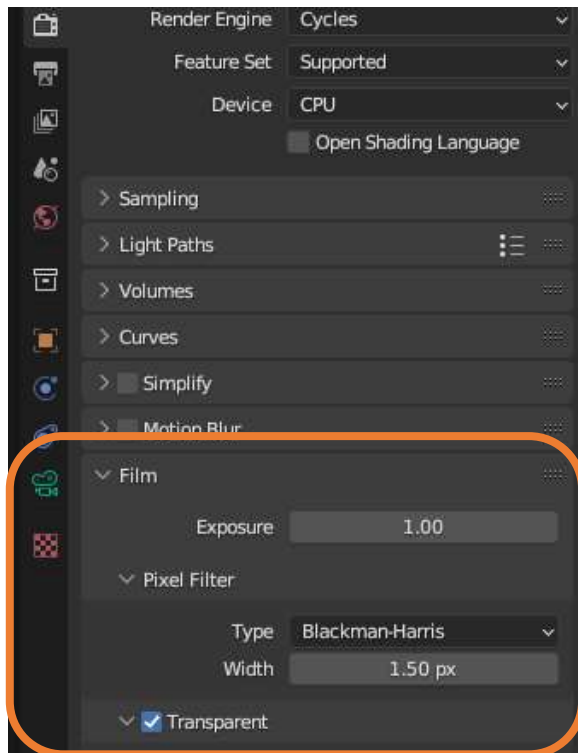 Render Engine Cycles
Feature Set Supported
Device CPU
Open Shading Language
Sampling
Light Paths
Volumes
Curves
Simplify
Motion Blur
Film
Exposure 1.00
Pixel Filter
Type Blackman-Harris
Width 1.50 px
Transparent